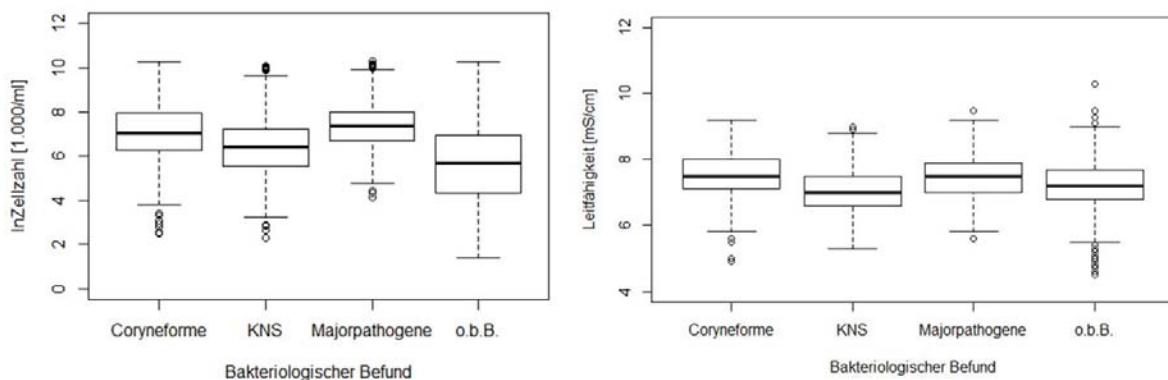 lnZellzahl [1.000/ml]
12
10
8
6
4
2
0
Coryneforme KNS Majorpathogene o.b.B.
Bakteriologischer Befund
Leitfähigkeit [mS/cm]
12
10
8
6
4
Coryneforme KNS Majorpathogene o.b.B.
Bakteriologischer Befund